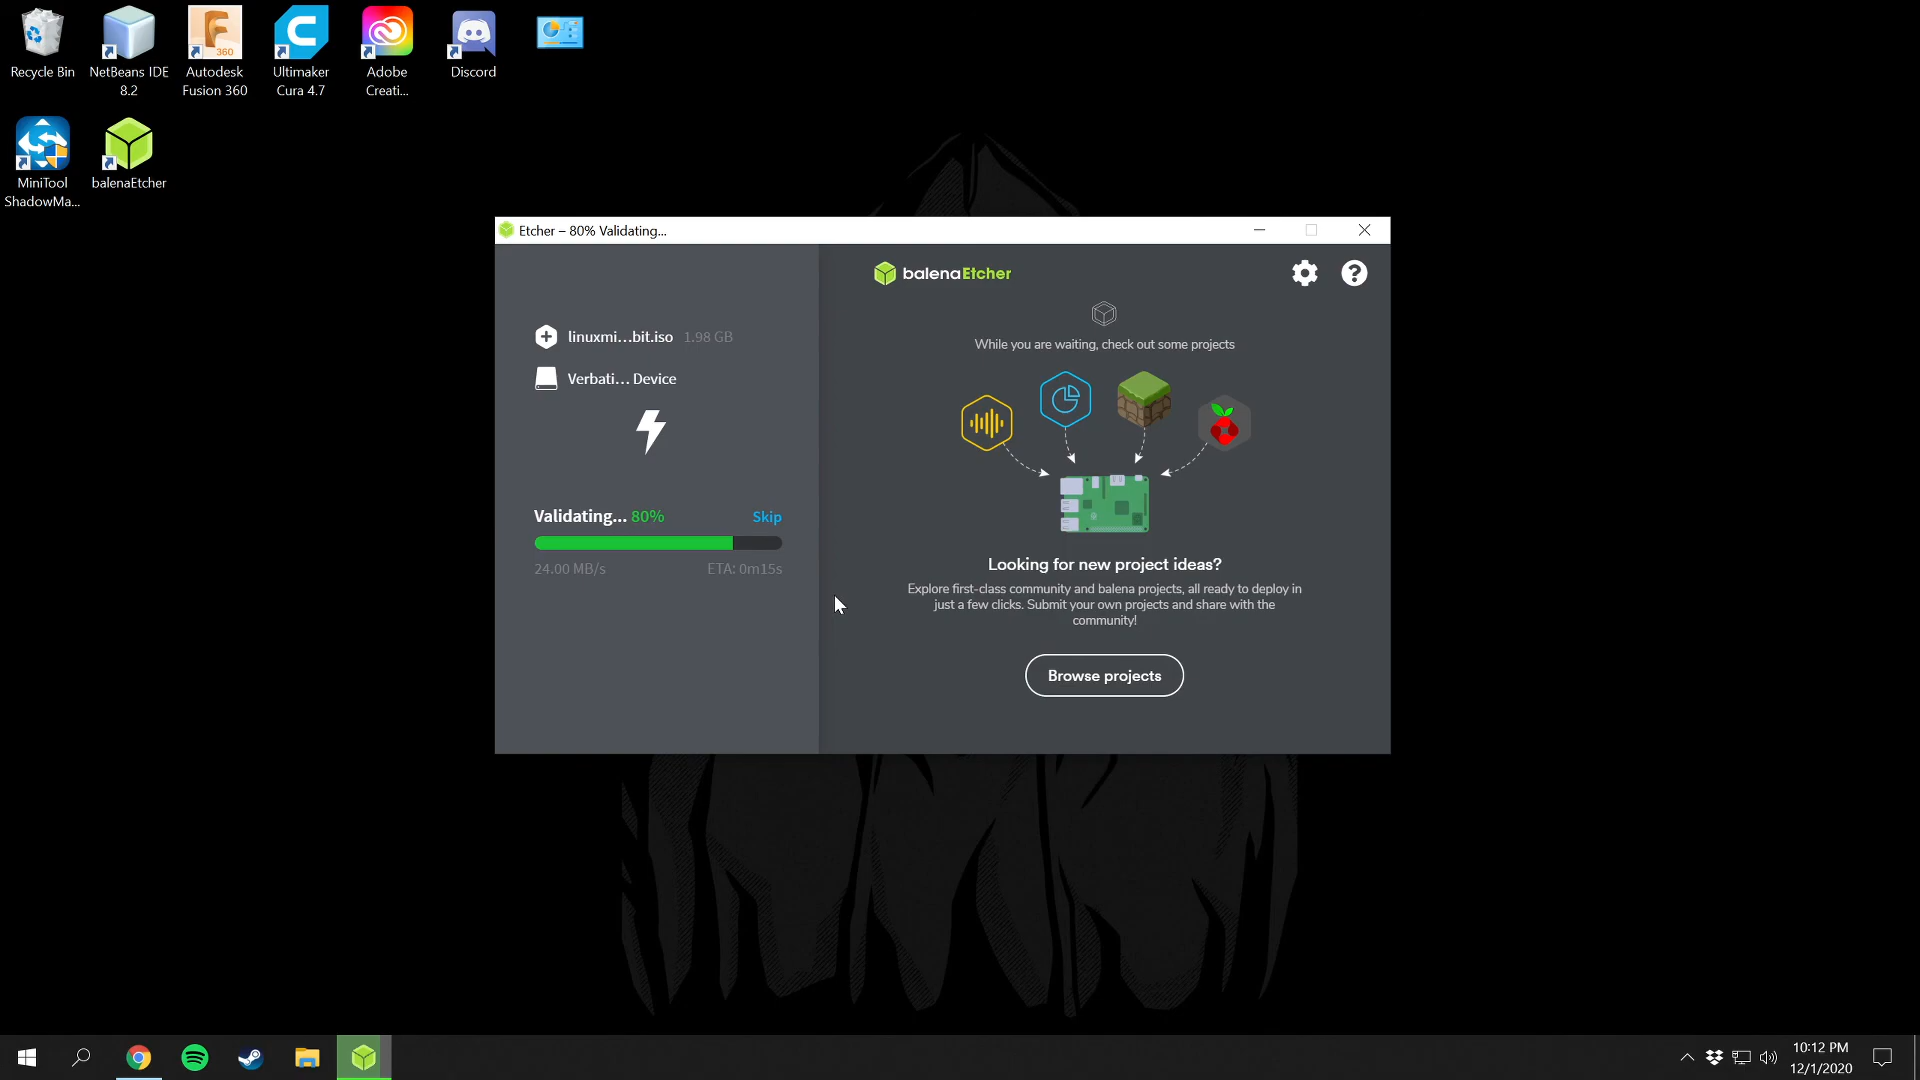 Recycle Bin
NetBeans IDE
8.2
Autodesk
Fusion 360
360
Ultimaker
Cura 4.7
Adobe
Creati...
Discord
MiniTool
ShadowMa...
balenaEtcher
Etcher – 80% Validating...
linuxmi...bit.iso 1.98 GB
Verbati... Device
Validating... 80%
Skip
24.00 MB/s
ETA: 0m15s
balenaEtcher
While you are waiting, check out some projects
Looking for new project ideas?
Explore first-class community and balena projects, all ready to deploy in
just a few clicks. Submit your own projects and share with the
community!
Browse projects
10:12 PM
12/1/2020